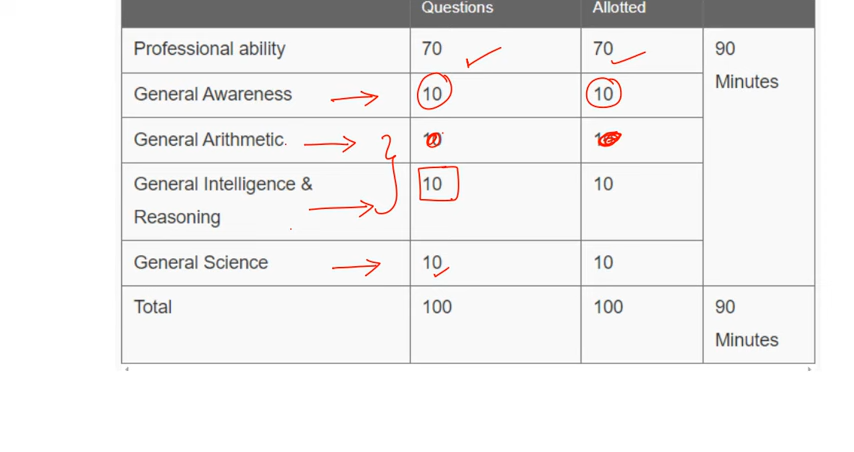 Questions Allotted
Professional ability 70 70 90
Minutes
General Awareness 10 10
General Arithmetic
General Intelligence & 10 10
Reasoning
General Science 10 10
Total 100 100 90
Minutes